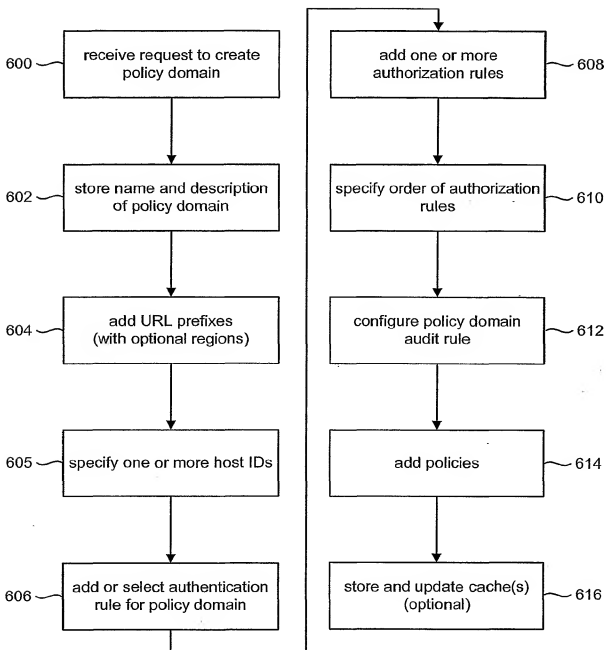 600
receive request to create
policy domain
602
store name and description
of policy domain
604
add URL prefixes
(with optional regions)
605
specify one or more host IDs
606
add or select authentication
rule for policy domain
add one or more
authorization rules
608
specify order of authorization
rules
610
configure policy domain
audit rule
612
add policies
614
store and update cache(s)
(optional)
616